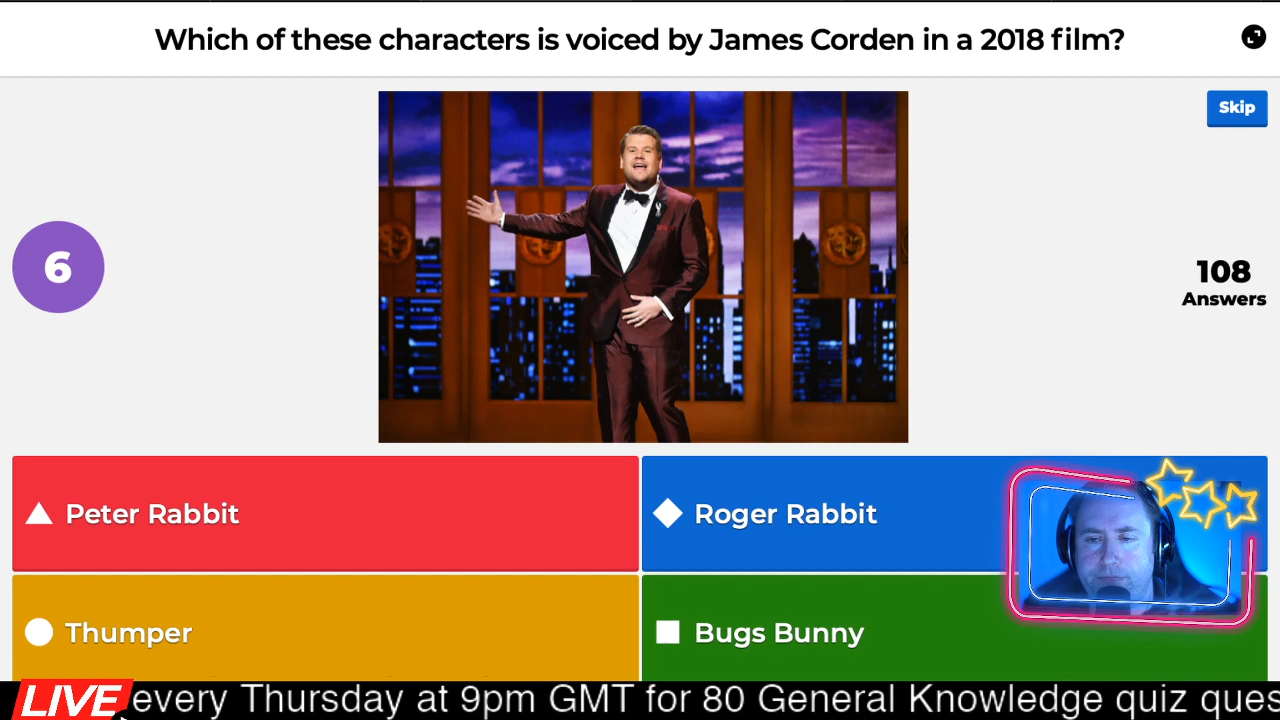 Which of these characters is voiced by James Corden in a 2018 film?
Skip
6
108
Answers
Peter Rabbit
Roger Rabbit
Thumper
Bugs Bunny
LIVE every Thursday at 9pm GMT for 80 General Knowledge quiz ques